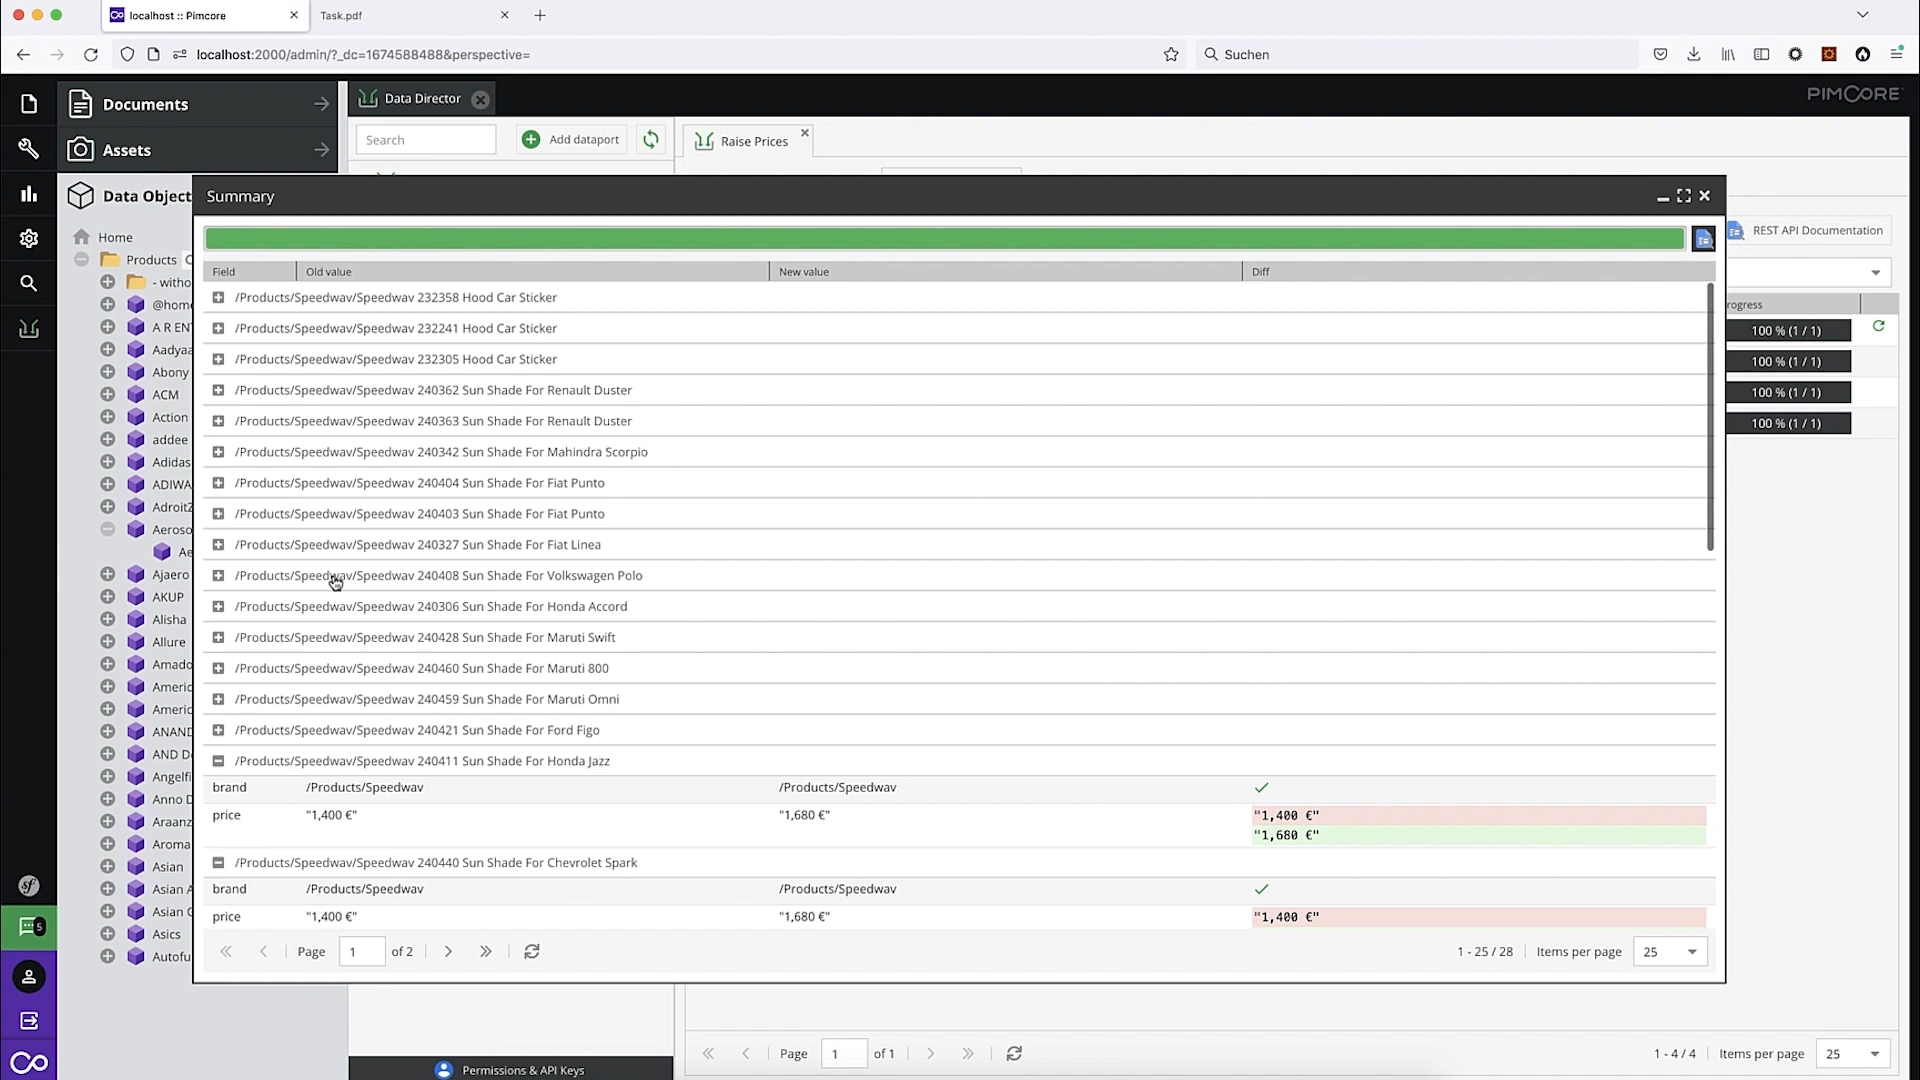 localhost :: Pimcore
Task.pdf
localhost:2000/admin/?_dc=1674588488&perspective=
Suchen
Documents
Assets
Data Object
Home
Products
- witho
@home
A R EN
Aadyaa
Abony
ACM
Action
addee
Adidas
ADIWA
AdroitZ
Aeroso
Ae
Ajaero
AKUP
Alisha
Allure
Amado
Americ
Americ
ANAND
AND D
Angelfi
Anno D
Araanz
Aroma
Asian
Asian A
Asian C
Asics
Autofu
sf
5
Data Director
PIMCORE
Search
Add dataport
Raise Prices
REST API Documentation
rogress
100 % (1 / 1)
100 % (1 / 1)
100 % (1 / 1)
100 % (1 / 1)
Summary
Field Old value New value Diff
/Products/Speedwav/Speedwav 232358 Hood Car Sticker
/Products/Speedwav/Speedwav 232241 Hood Car Sticker
/Products/Speedwav/Speedwav 232305 Hood Car Sticker
/Products/Speedwav/Speedwav 240362 Sun Shade For Renault Duster
/Products/Speedwav/Speedwav 240363 Sun Shade For Renault Duster
/Products/Speedwav/Speedwav 240342 Sun Shade For Mahindra Scorpio
/Products/Speedwav/Speedwav 240404 Sun Shade For Fiat Punto
/Products/Speedwav/Speedwav 240403 Sun Shade For Fiat Punto
/Products/Speedwav/Speedwav 240327 Sun Shade For Fiat Linea
/Products/Speedwav/Speedwav 240408 Sun Shade For Volkswagen Polo
/Products/Speedwav/Speedwav 240306 Sun Shade For Honda Accord
/Products/Speedwav/Speedwav 240428 Sun Shade For Maruti Swift
/Products/Speedwav/Speedwav 240460 Sun Shade For Maruti 800
/Products/Speedwav/Speedwav 240459 Sun Shade For Maruti Omni
/Products/Speedwav/Speedwav 240421 Sun Shade For Ford Figo
/Products/Speedwav/Speedwav 240411 Sun Shade For Honda Jazz
brand /Products/Speedwav /Products/Speedwav
price "1,400 €" "1,680 €" "1,400 €"
"1,680 €"
/Products/Speedwav/Speedwav 240440 Sun Shade For Chevrolet Spark
brand /Products/Speedwav /Products/Speedwav
price "1,400 €" "1,680 €" "1,400 €"
Page 1 of 2 1 - 25 / 28 Items per page 25
Page 1 of 1 1 - 4 / 4 Items per page 25
Permissions & API Keys